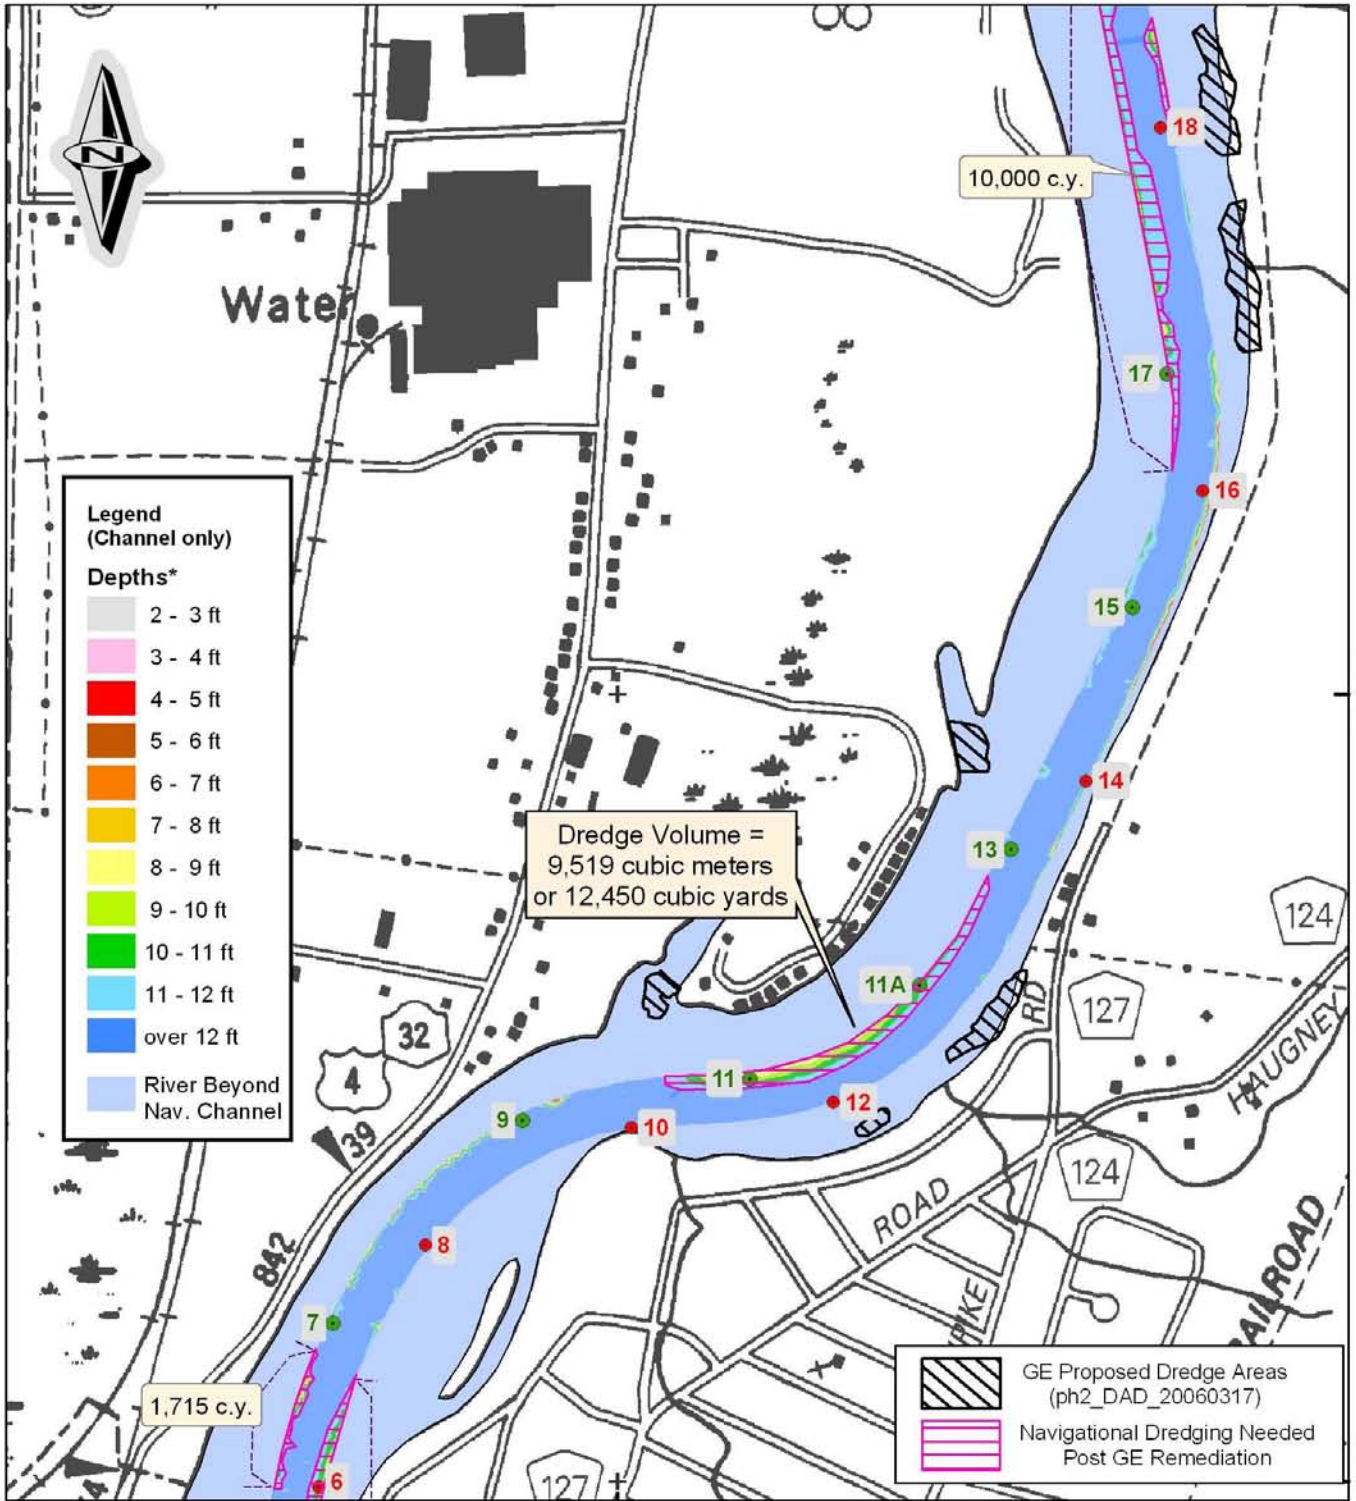 N
18
10,000 c.y.
Water
17
16
Legend
(Channel only)
Depths*
2 - 3 ft
3 - 4 ft
4 - 5 ft
5 - 6 ft
6 - 7 ft
7 - 8 ft
8 - 9 ft
9 - 10 ft
10 - 11 ft
11 - 12 ft
over 12 ft
River Beyond
Nav. Channel
15
14
13
Dredge Volume =
9,519 cubic meters
or 12,450 cubic yards
124
11A
127
RD
HAUGNEY
32
4
39
11
12
9
10
124
ROAD
8
842
7
PIKE
RAILROAD
1,715 c.y.
6
127
GE Proposed Dredge Areas
(ph2_DAD_20060317)
Navigational Dredging Needed
Post GE Remediation